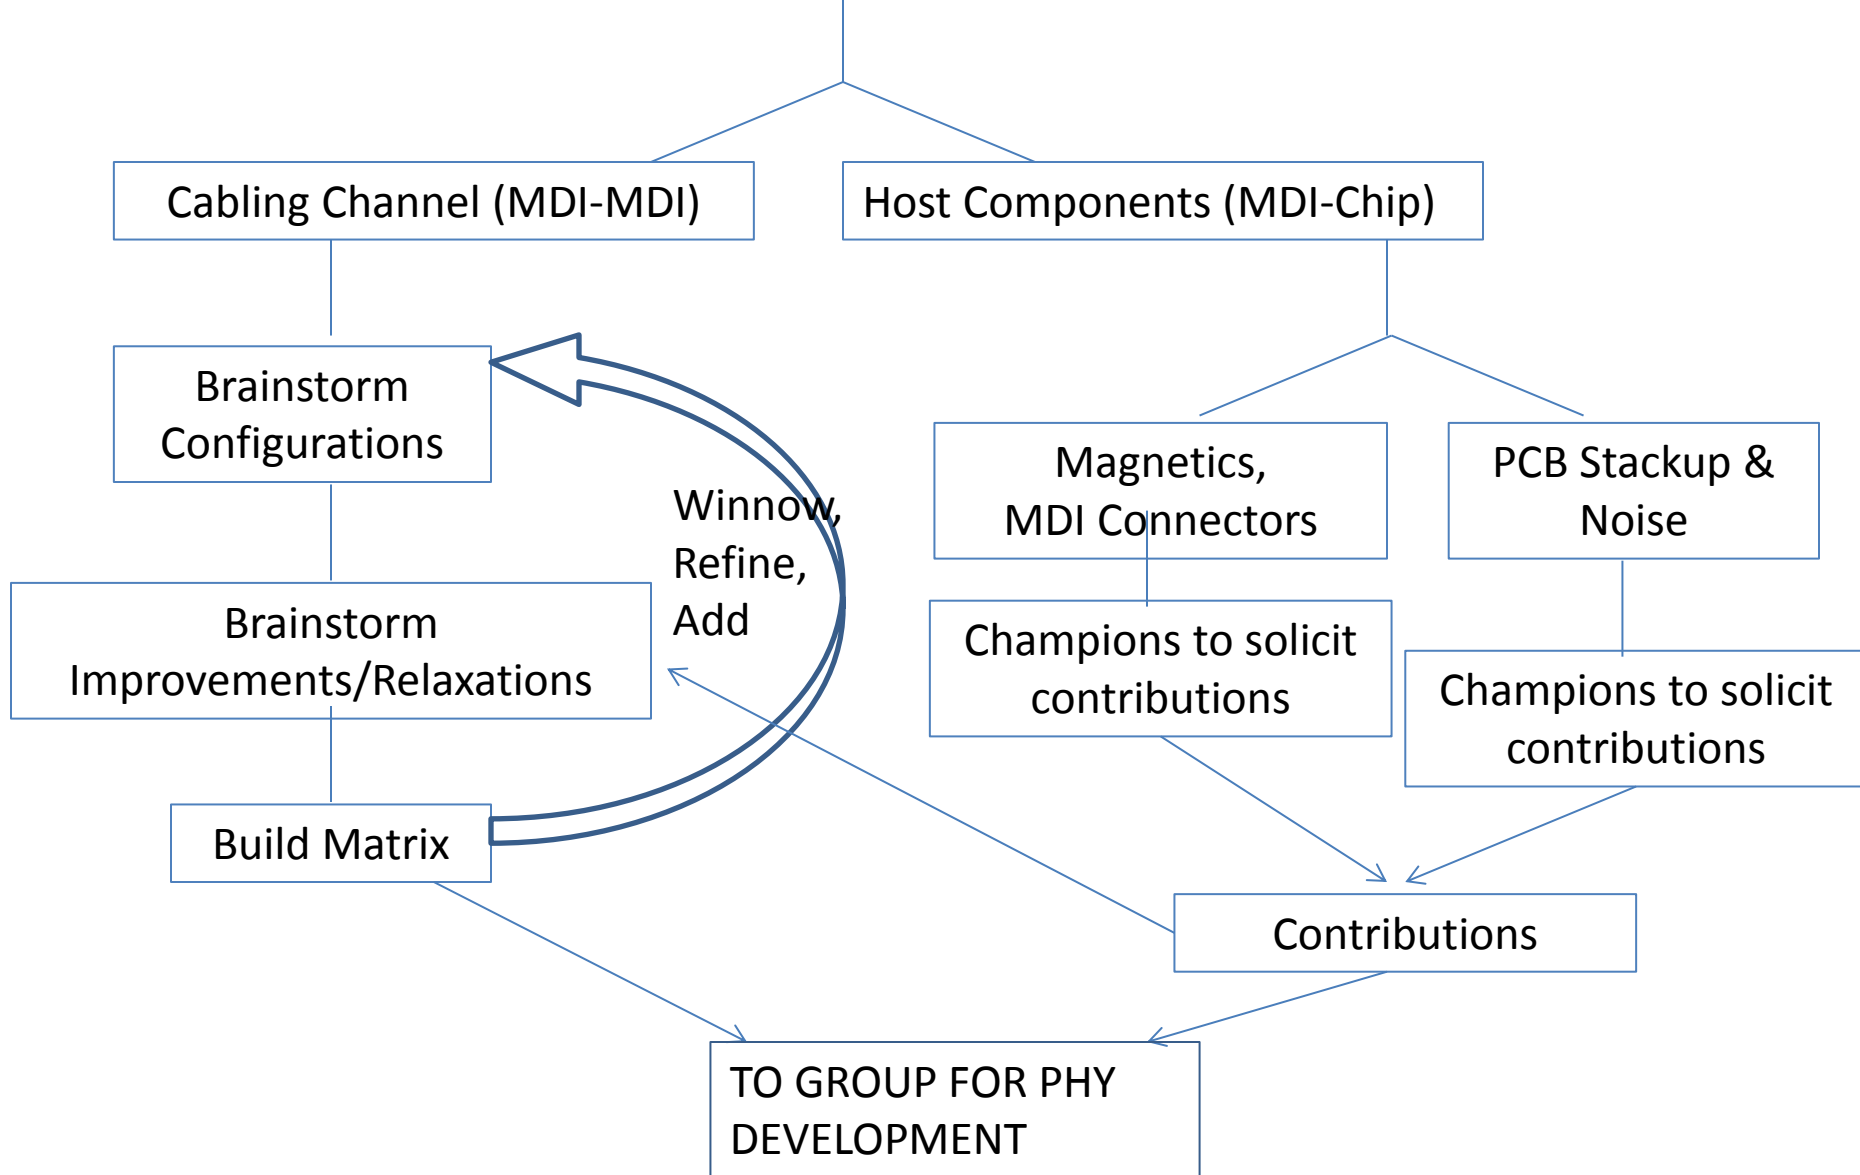 Cabling Channel (MDI-MDI)
Host Components (MDI-Chip)
Brainstorm
Configurations
Winnow,
Refine,
Add
Magnetics,
MDI Connectors
PCB Stackup &
Noise
Brainstorm
Improvements/Relaxations
Champions to solicit
contributions
Champions to solicit
contributions
Build Matrix
Contributions
TO GROUP FOR PHY
DEVELOPMENT